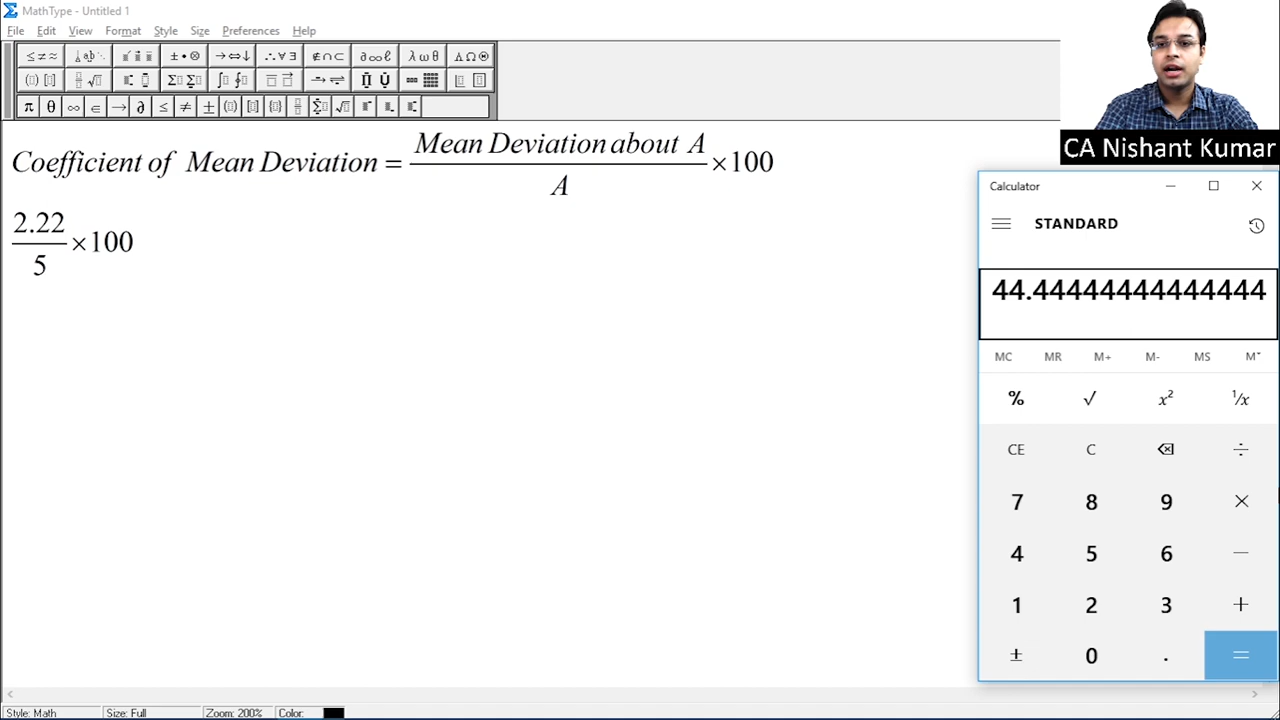 MathType - Untitled 1
File Edit View Format Style Size Preferences Help
Coefficient of Mean Deviation = Mean Deviation about A / A ×100
2.22 / 5 ×100
CA Nishant Kumar
Calculator
STANDARD
44.44444444444444
MC MR M+ M- MS M˅
% √ x² ¹/x
CE C ⌫ ÷
7 8 9 ×
4 5 6 −
1 2 3 +
± 0 . =
Style: Math Size: Full Zoom: 200% Color: